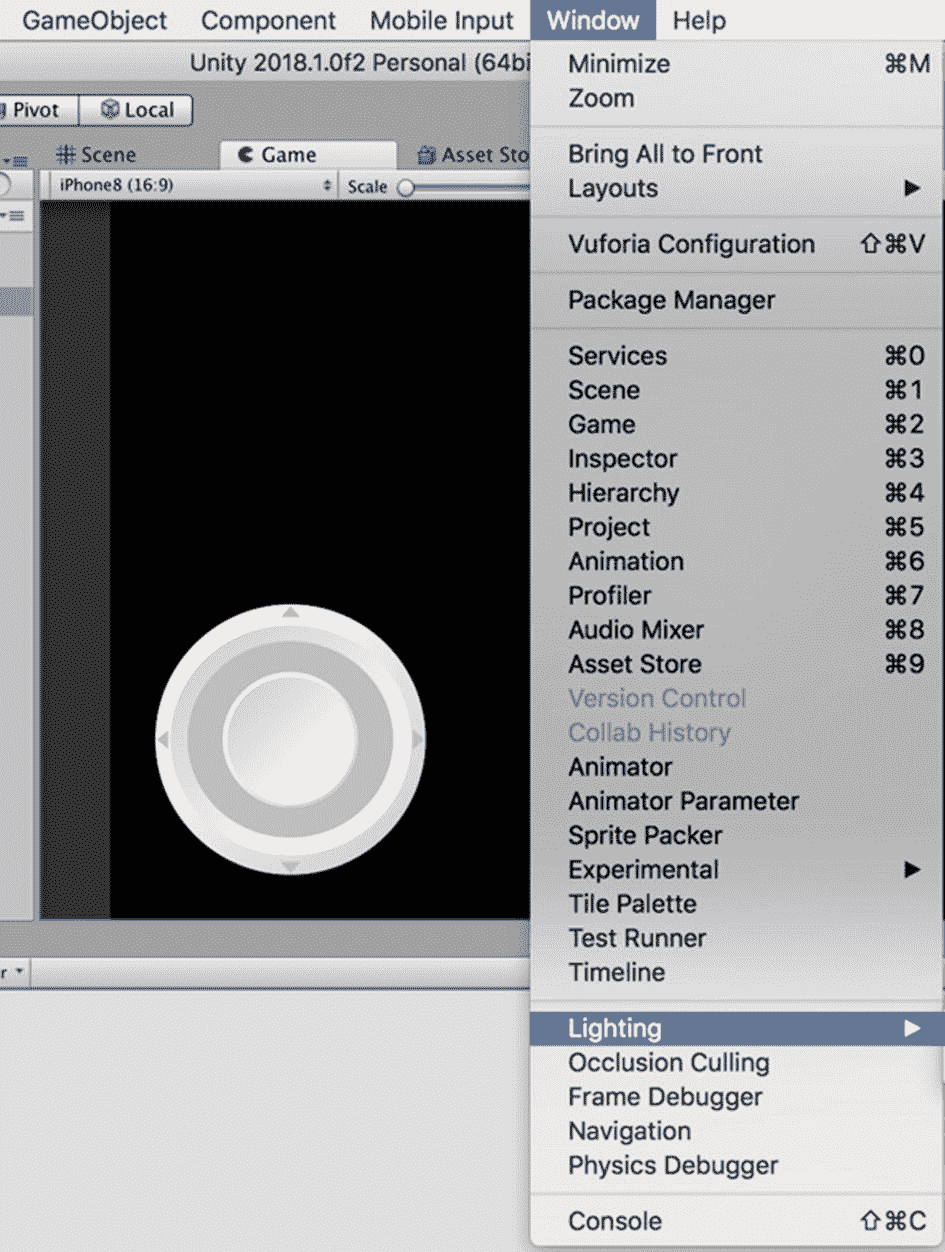 GameObject Component Mobile Input Window Help
Unity 2018.1.0f2 Personal (64bi
Pivot Local
Scene Game Asset Sto
iPhone8 (16:9) Scale
Minimize ⌘M
Zoom
Bring All to Front
Layouts ▶
Vuforia Configuration ⇧⌘V
Package Manager
Services ⌘0
Scene ⌘1
Game ⌘2
Inspector ⌘3
Hierarchy ⌘4
Project ⌘5
Animation ⌘6
Profiler ⌘7
Audio Mixer ⌘8
Asset Store ⌘9
Version Control
Collab History
Animator
Animator Parameter
Sprite Packer
Experimental ▶
Tile Palette
Test Runner
Timeline
Lighting ▶
Occlusion Culling
Frame Debugger
Navigation
Physics Debugger
Console ⇧⌘C